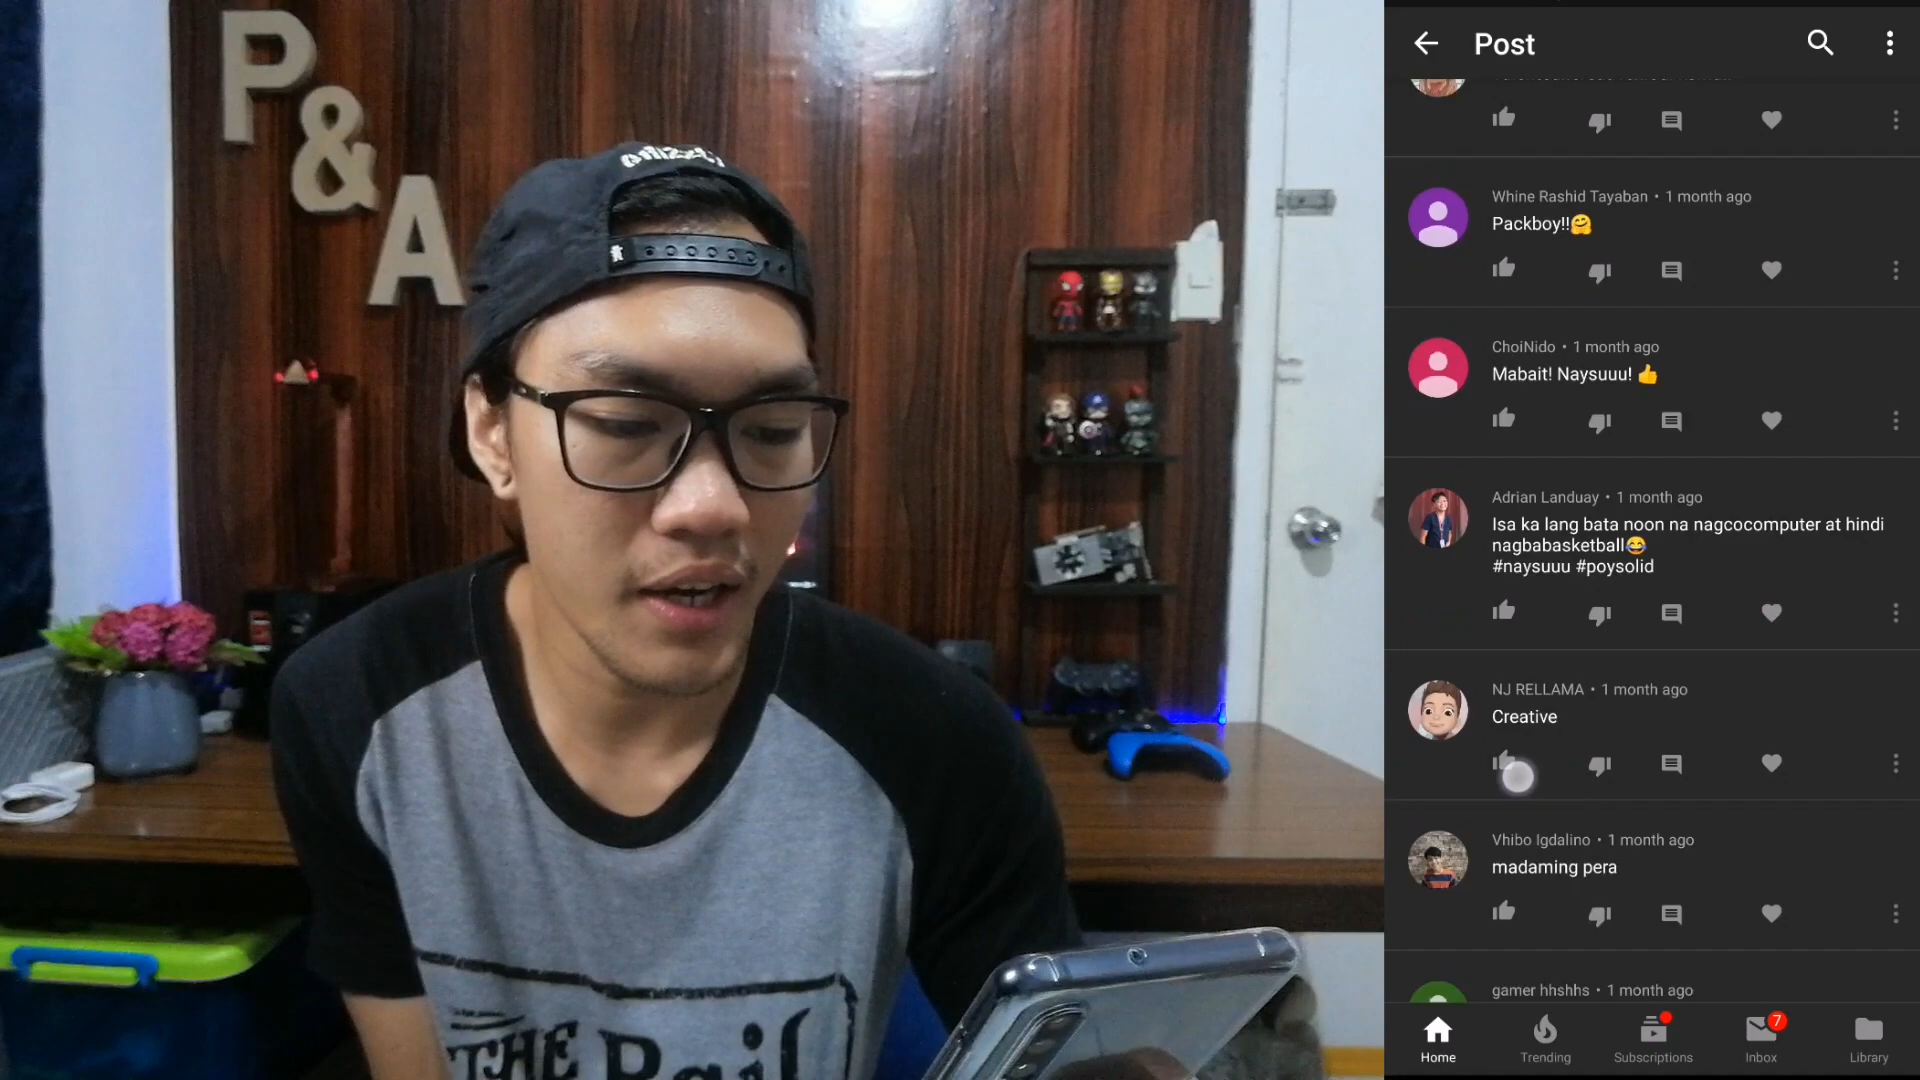 P
&
A
THE Rail
Post
Whine Rashid Tayaban • 1 month ago
Packboy!!🤗
ChoiNido • 1 month ago
Mabait! Naysuuu! 👍
Adrian Landuay • 1 month ago
Isa ka lang bata noon na nagcocomputer at hindi
nagbabasketball😂
#naysuuu #poysolid
NJ RELLAMA • 1 month ago
Creative
Vhibo Igdalino • 1 month ago
madaming pera
gamer hhshhs • 1 month ago
7
Home
Trending
Subscriptions
Inbox
Library